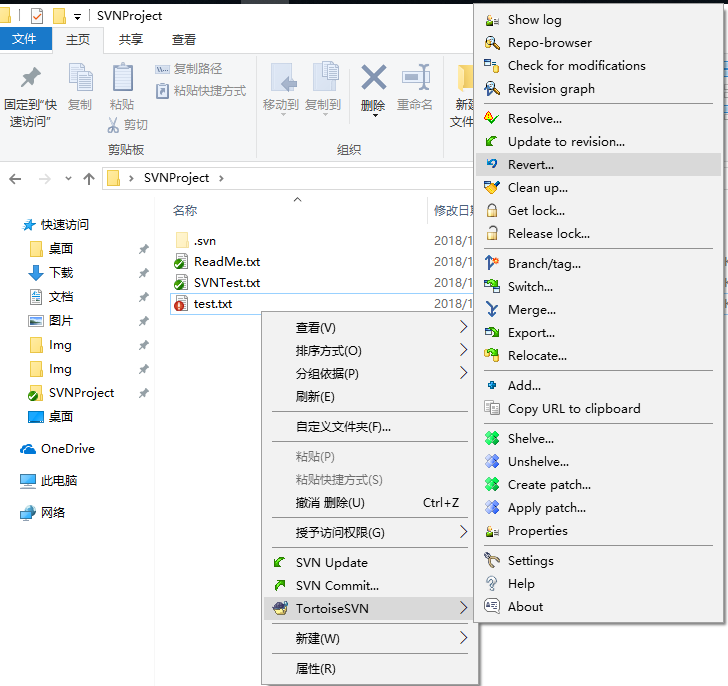 SVNProject
文件
主页
共享
查看
固定到"快
速访问"
复制
粘贴
复制路径
粘贴快捷方式
剪切
剪贴板
移动到
复制到
删除
重命名
组织
新建
文件
SVNProject
名称
修改日期
快速访问
桌面
下载
文档
图片
Img
Img
SVNProject
桌面
OneDrive
此电脑
网络
.svn
2018/1
ReadMe.txt
2018/1
SVNTest.txt
2018/1
test.txt
2018/1
查看(V)
排序方式(O)
分组依据(P)
刷新(E)
自定义文件夹(F)...
粘贴(P)
粘贴快捷方式(S)
撤消 删除(U) Ctrl+Z
授予访问权限(G)
SVN Update
SVN Commit...
TortoiseSVN
新建(W)
属性(R)
Show log
Repo-browser
Check for modifications
Revision graph
Resolve...
Update to revision...
Revert...
Clean up...
Get lock...
Release lock...
Branch/tag...
Switch...
Merge...
Export...
Relocate...
Add...
Copy URL to clipboard
Shelve...
Unshelve...
Create patch...
Apply patch...
Properties
Settings
Help
About